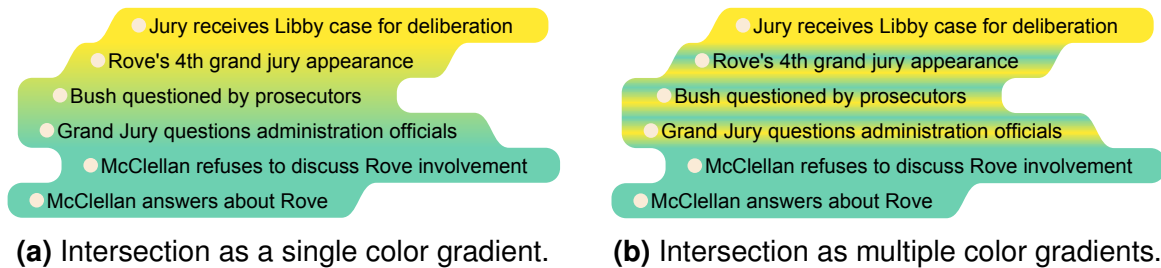 Jury receives Libby case for deliberation
Rove's 4th grand jury appearance
Bush questioned by prosecutors
Grand Jury questions administration officials
McClellan refuses to discuss Rove involvement
McClellan answers about Rove
(a) Intersection as a single color gradient.
Jury receives Libby case for deliberation
Rove's 4th grand jury appearance
Bush questioned by prosecutors
Grand Jury questions administration officials
McClellan refuses to discuss Rove involvement
McClellan answers about Rove
(b) Intersection as multiple color gradients.